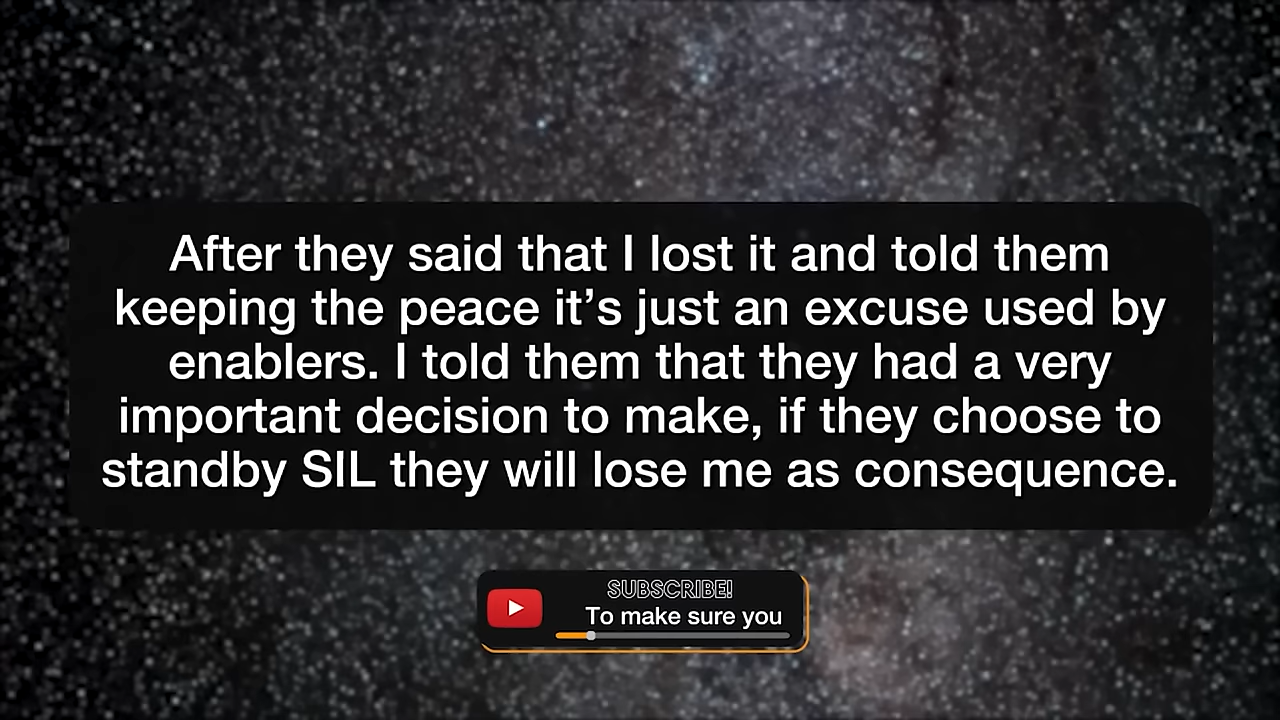 After they said that I lost it and told them
keeping the peace it’s just an excuse used by
enablers. I told them that they had a very
important decision to make, if they choose to
standby SIL they will lose me as consequence.
SUBSCRIBE!
To make sure you